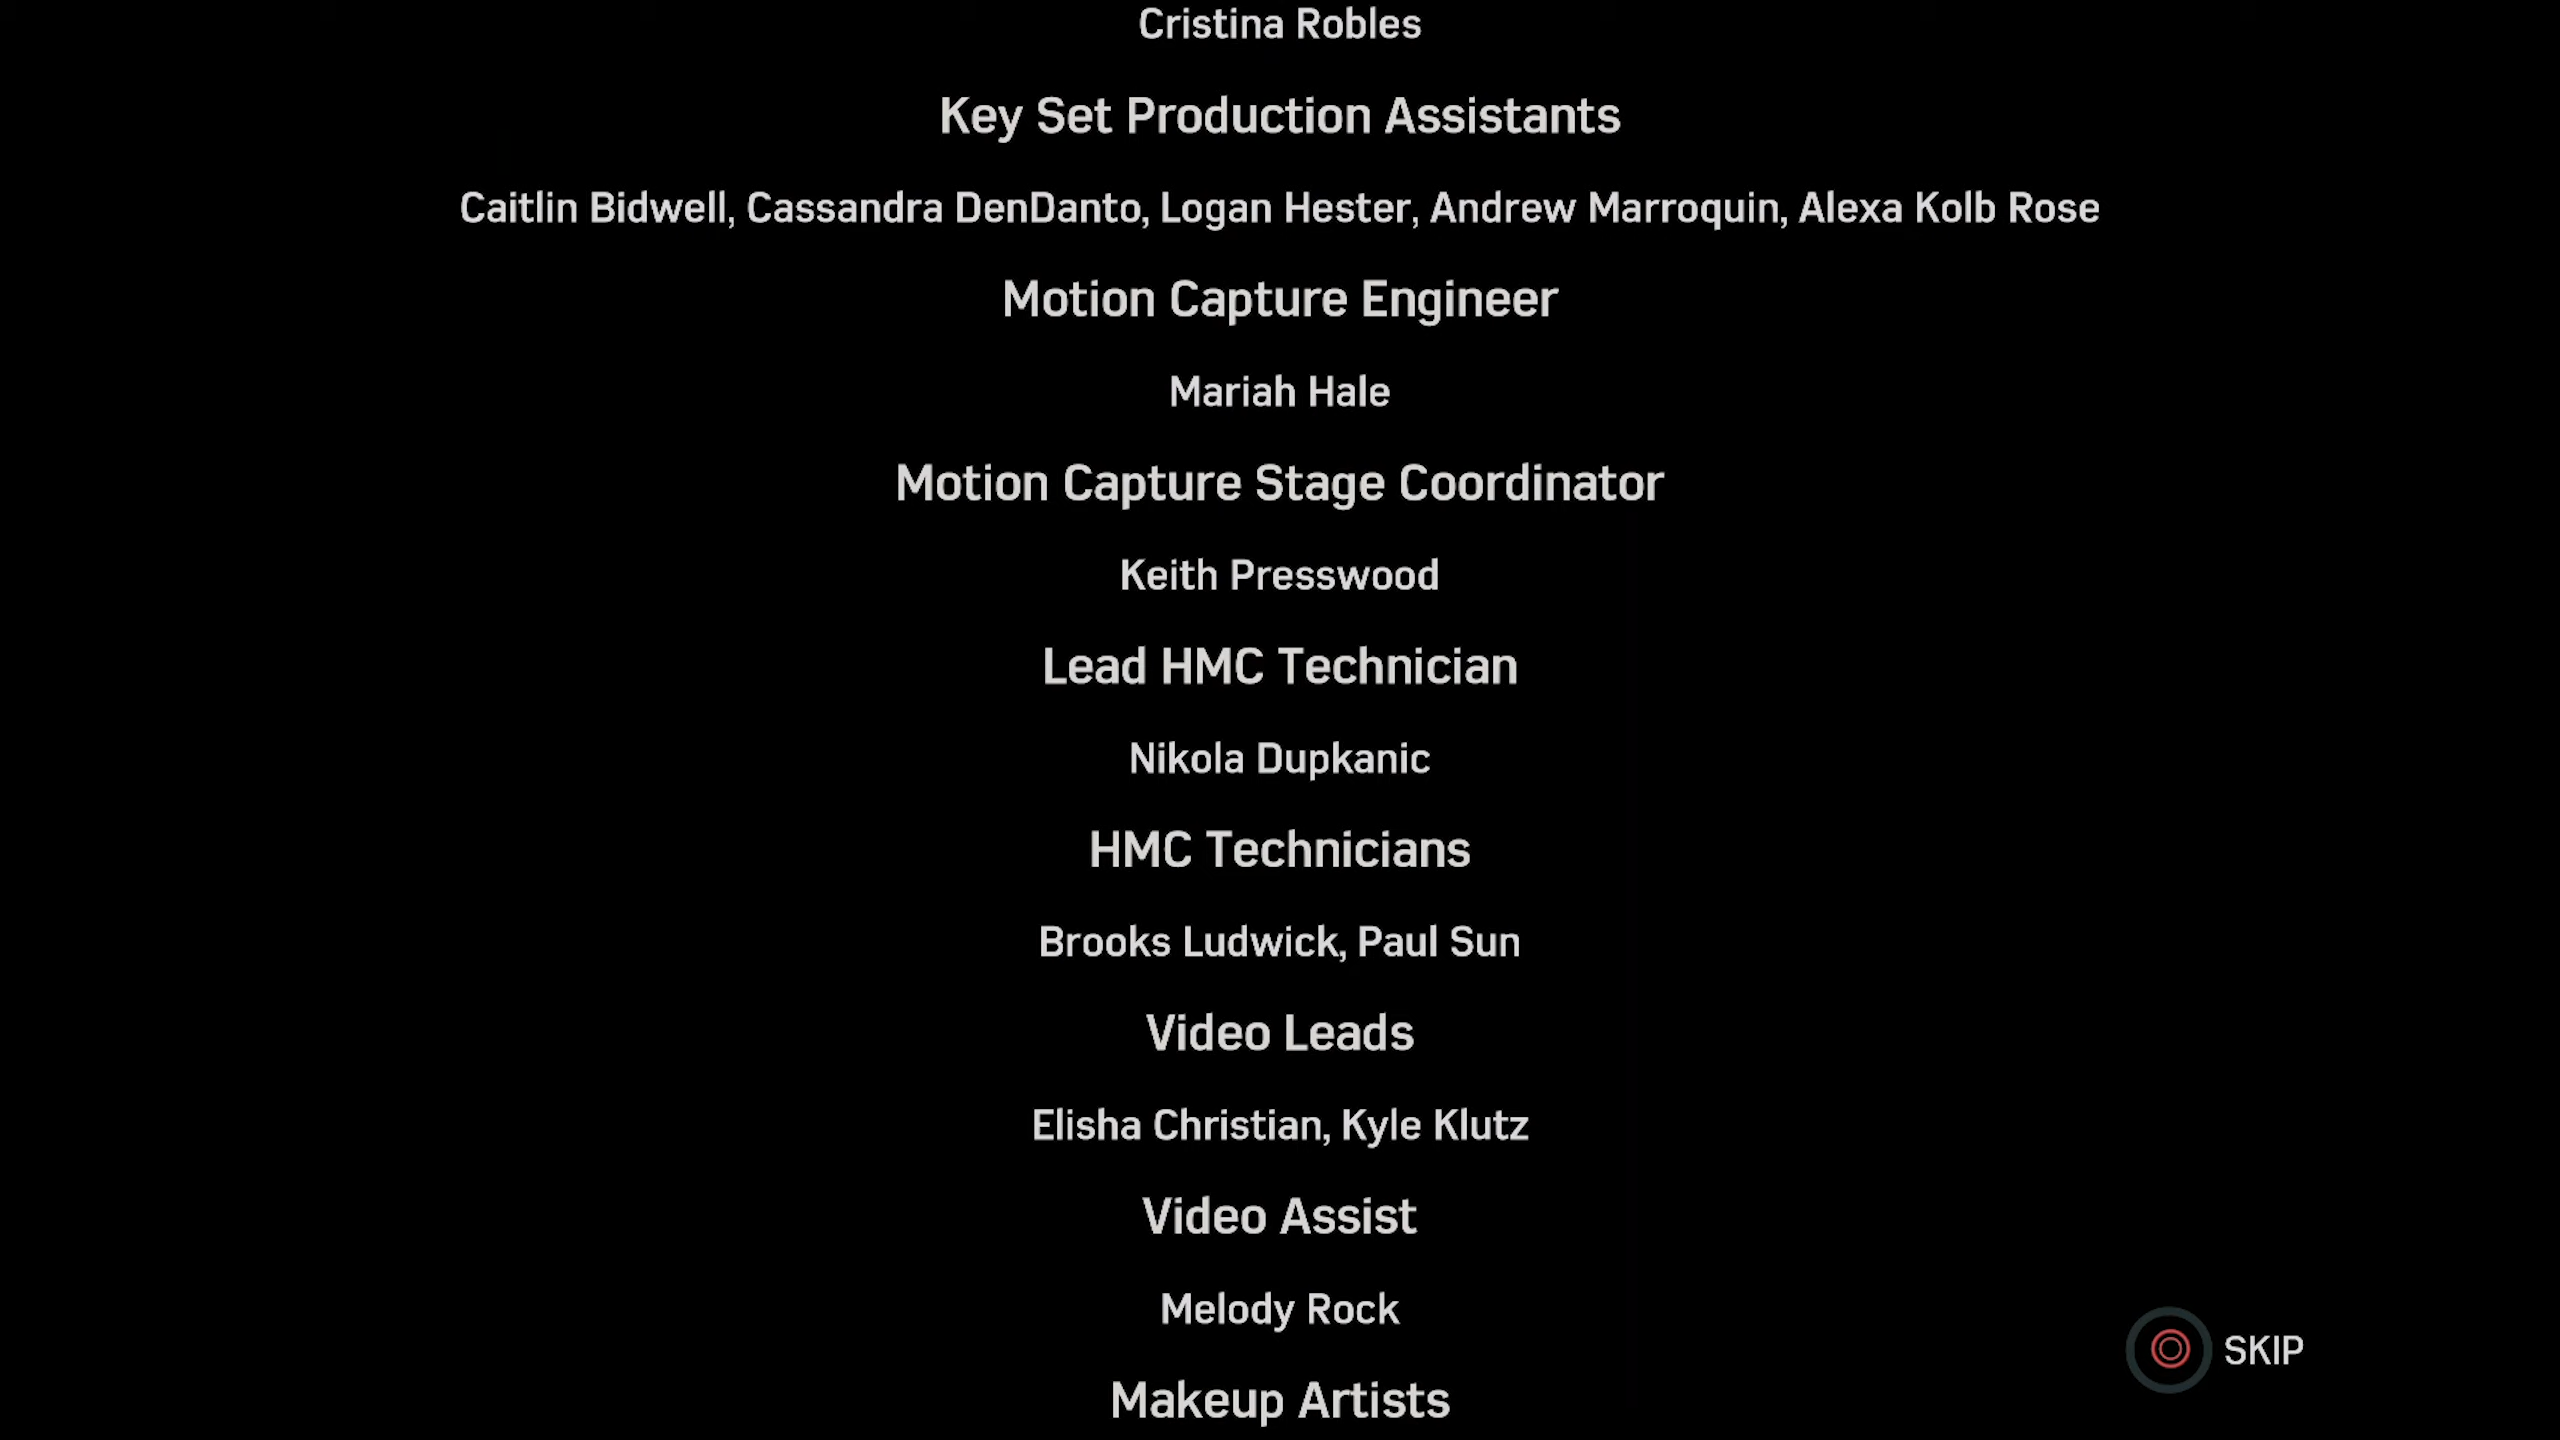 Cristina Robles
Key Set Production Assistants
Caitlin Bidwell, Cassandra DenDanto, Logan Hester, Andrew Marroquin, Alexa Kolb Rose
Motion Capture Engineer
Mariah Hale
Motion Capture Stage Coordinator
Keith Presswood
Lead HMC Technician
Nikola Dupkanic
HMC Technicians
Brooks Ludwick, Paul Sun
Video Leads
Elisha Christian, Kyle Klutz
Video Assist
Melody Rock
SKIP
Makeup Artists